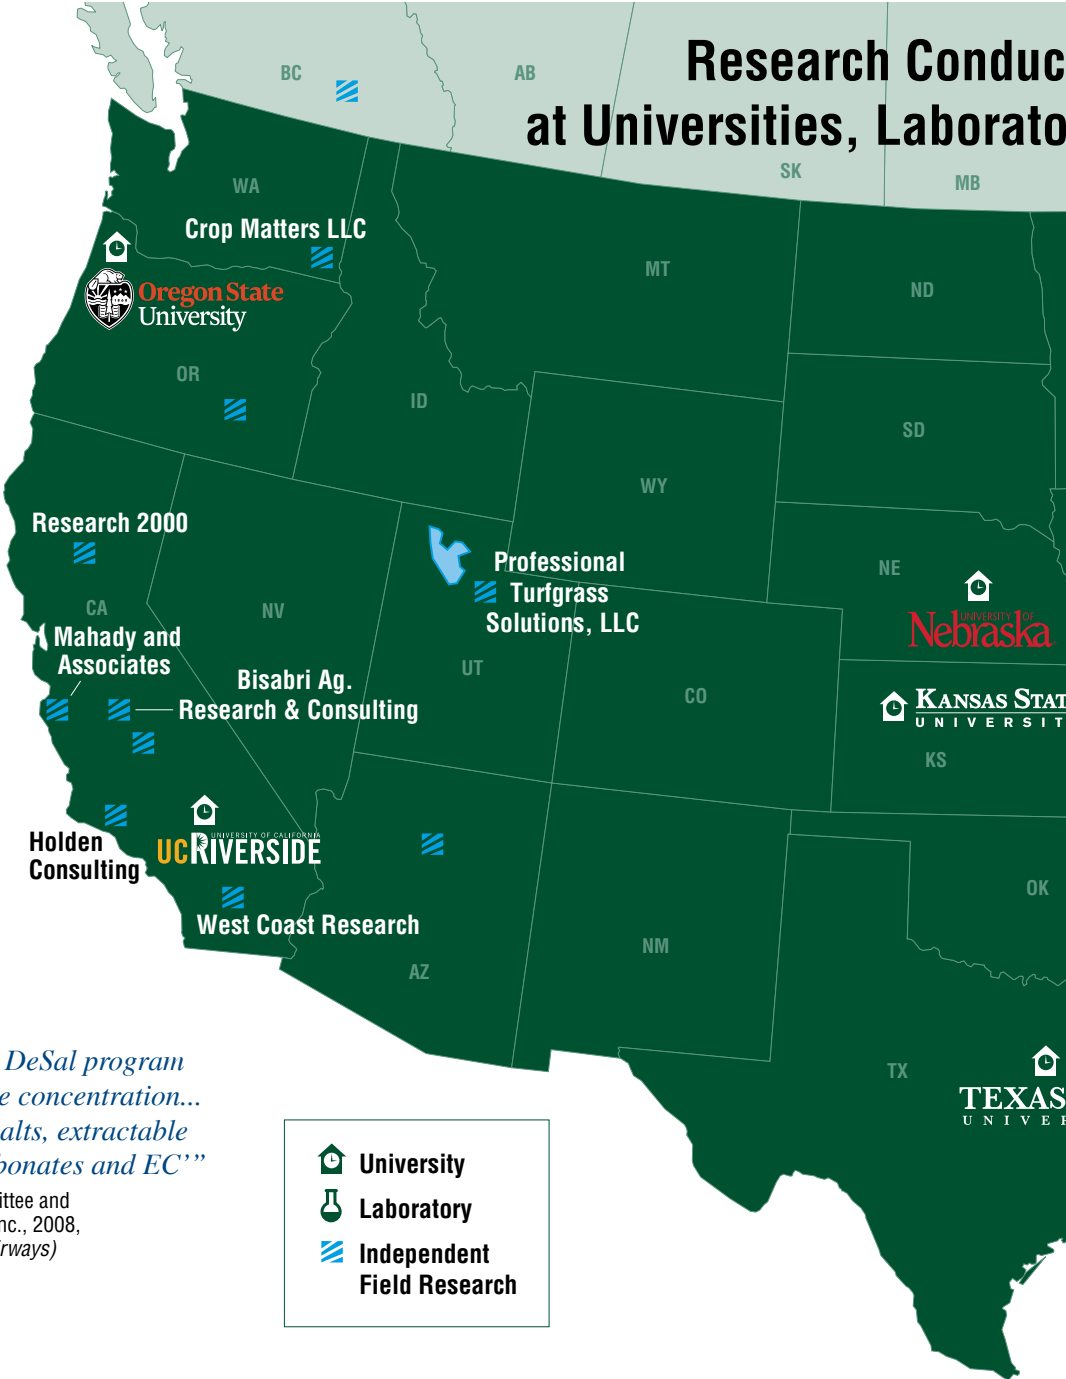 Research Conduc
at Universities, Laborato
BC
AB
SK
MB
WA
Crop Matters LLC
MT
ND
Oregon State
University
OR
ID
SD
WY
Research 2000
Professional
Turfgrass
Solutions, LLC
NE
UNIVERSITY OF
Nebraska
CA
NV
Mahady and
Associates
UT
Bisabri Ag.
Research & Consulting
CO
KANSAS STAT
UNIVERSIT
KS
Holden
Consulting
UNIVERSITY OF CALIFORNIA
UCRIVERSIDE
OK
West Coast Research
NM
AZ
DeSal program
e concentration...
alts, extractable
bonates and EC’”
ittee and
nc., 2008,
rways)
TX
TEXAS
UNIVER
University
Laboratory
Independent
Field Research